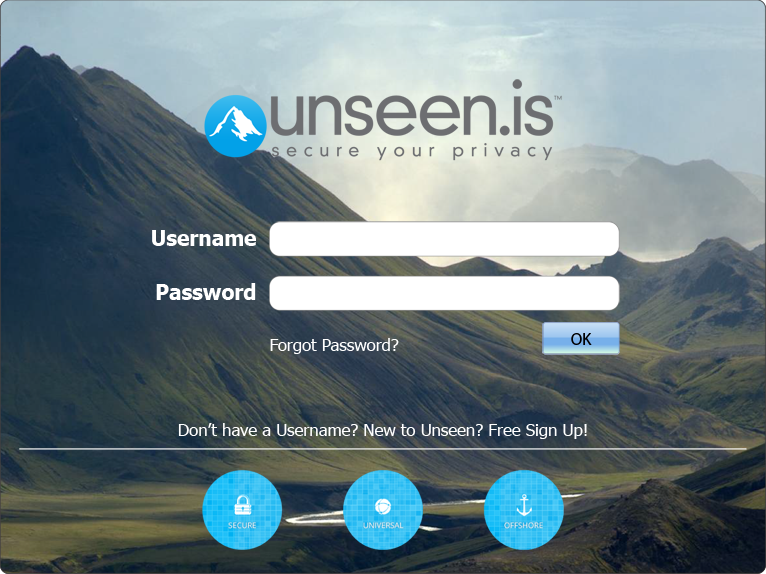 unseen.is™
secure your privacy
Username
Password
Forgot Password?
OK
Don't have a Username? New to Unseen? Free Sign Up!
SECURE
UNIVERSAL
OFFSHORE